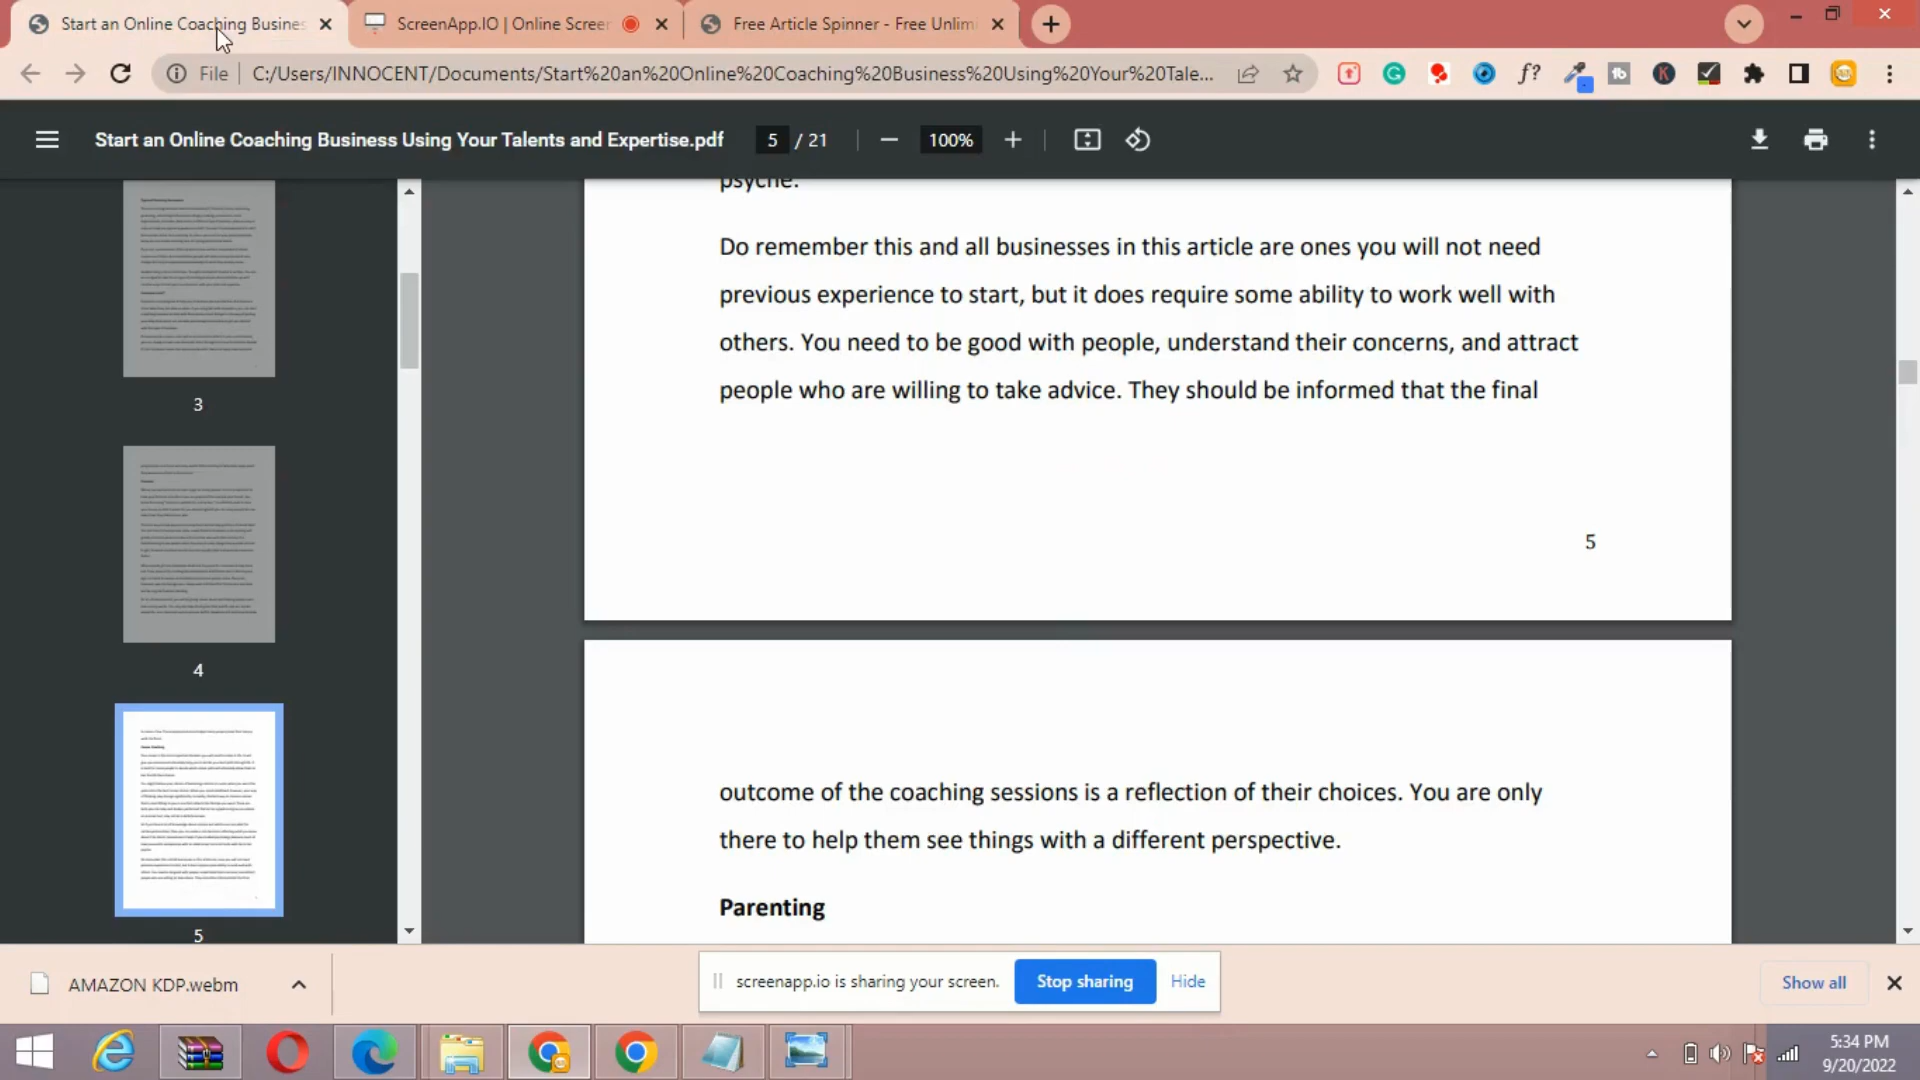 Start an Online Coaching Busines
ScreenApp.IO | Online Screen
Free Article Spinner - Free Unlim
File
C:/Users/INNOCENT/Documents/Start%20an%20Online%20Coaching%20Business%20Using%20Your%20Tale...
Start an Online Coaching Business Using Your Talents and Expertise.pdf
5 / 21
100%
psyche.
Do remember this and all businesses in this article are ones you will not need
previous experience to start, but it does require some ability to work well with
others. You need to be good with people, understand their concerns, and attract
people who are willing to take advice. They should be informed that the final
5
outcome of the coaching sessions is a reflection of their choices. You are only
there to help them see things with a different perspective.
Parenting
3
4
5
AMAZON KDP.webm
screenapp.io is sharing your screen.
Stop sharing
Hide
Show all
5:34 PM
9/20/2022